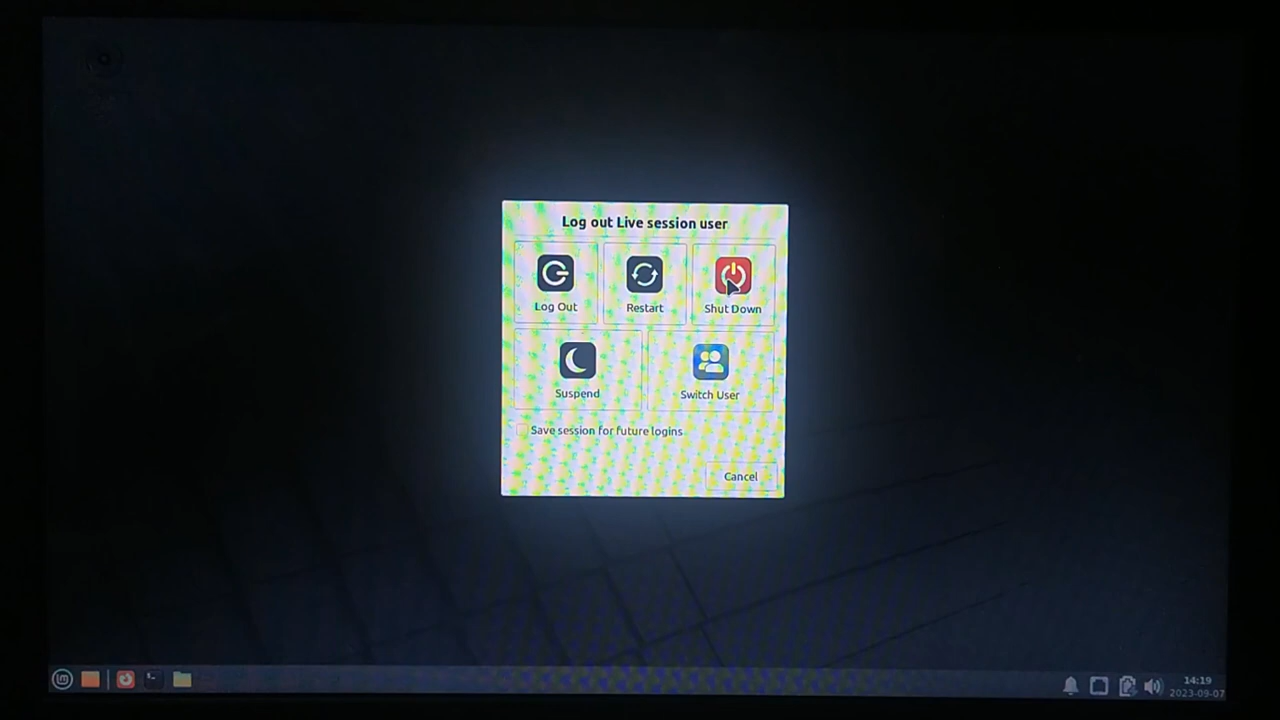 Log out Live session user
Log Out
Restart
Shut Down
Suspend
Switch User
Save session for future logins
Cancel
14:19
2023-09-07